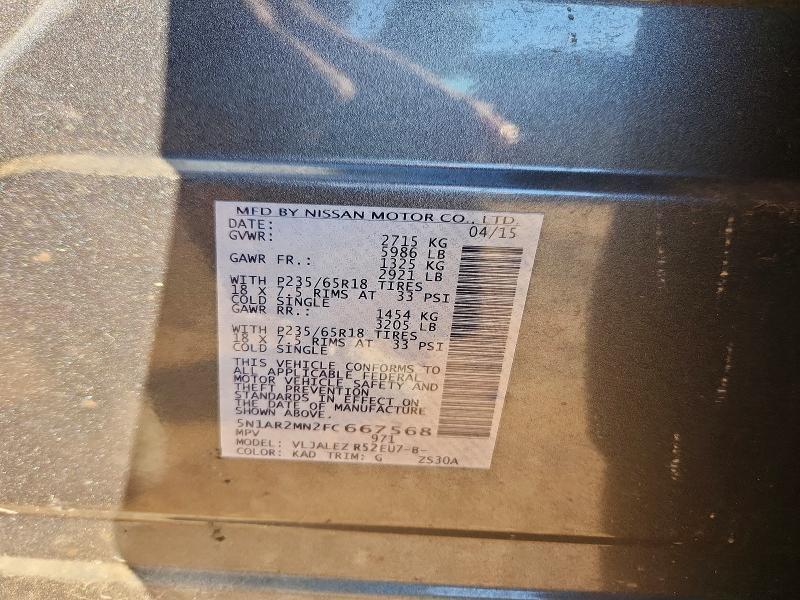 MFD BY NISSAN MOTOR CO., LTD.
DATE: 04/15
GVWR: 2715 KG
5986 LB
GAWR FR.: 1325 KG
2921 LB
WITH P235/65R18 TIRES
18 X 7.5 RIMS AT 33 PSI
COLD SINGLE
GAWR RR.: 1454 KG
3205 LB
WITH P235/65R18 TIRES
18 X 7.5 RIMS AT 33 PSI
COLD SINGLE
THIS VEHICLE CONFORMS TO
ALL APPLICABLE FEDERAL
MOTOR VEHICLE SAFETY AND
THEFT PREVENTION
STANDARDS IN EFFECT ON
THE DATE OF MANUFACTURE
SHOWN ABOVE.
5N1AR2MN2FC667568
MPV 971
MODEL: VLJALEZ R52EU7-B-
COLOR: KAD TRIM: G ZS30A